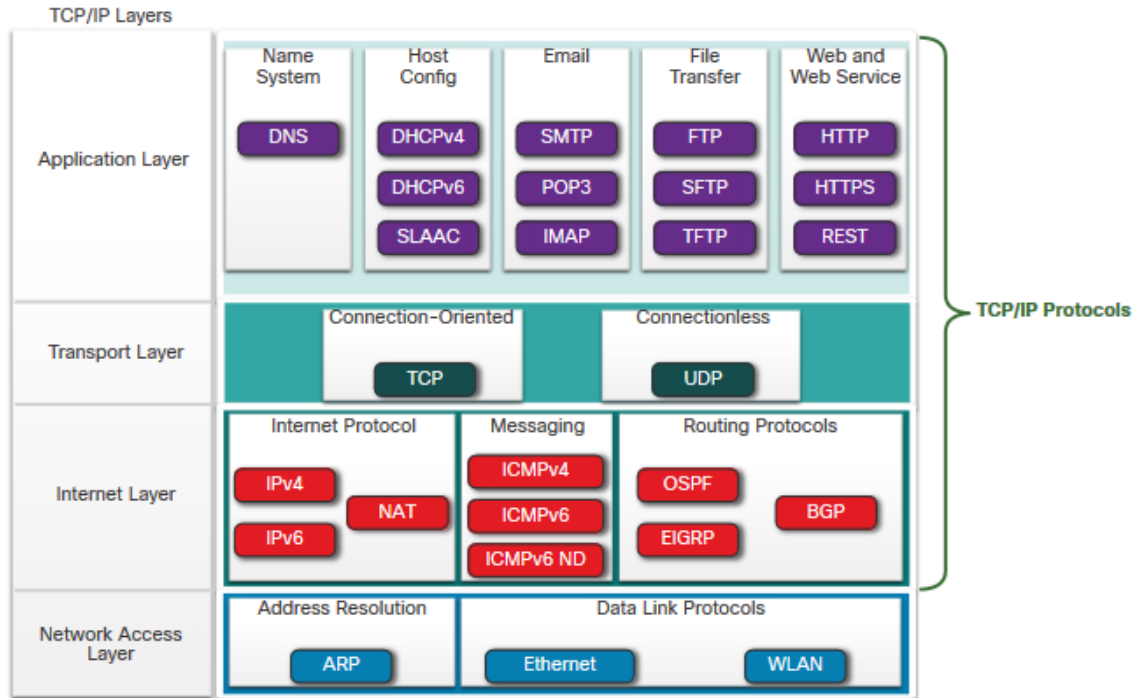 TCP/IP Layers
Application Layer
Name
System
DNS
Host
Config
DHCPv4
DHCPv6
SLAAC
Email
SMTP
POP3
IMAP
File
Transfer
FTP
SFTP
TFTP
Web and
Web Service
HTTP
HTTPS
REST
TCP/IP Protocols
Transport Layer
Connection-Oriented
TCP
Connectionless
UDP
Internet Layer
Internet Protocol
IPv4
IPv6
NAT
Messaging
ICMPv4
ICMPv6
ICMPv6 ND
Routing Protocols
OSPF
EIGRP
BGP
Network Access
Layer
Address Resolution
ARP
Data Link Protocols
Ethernet
WLAN